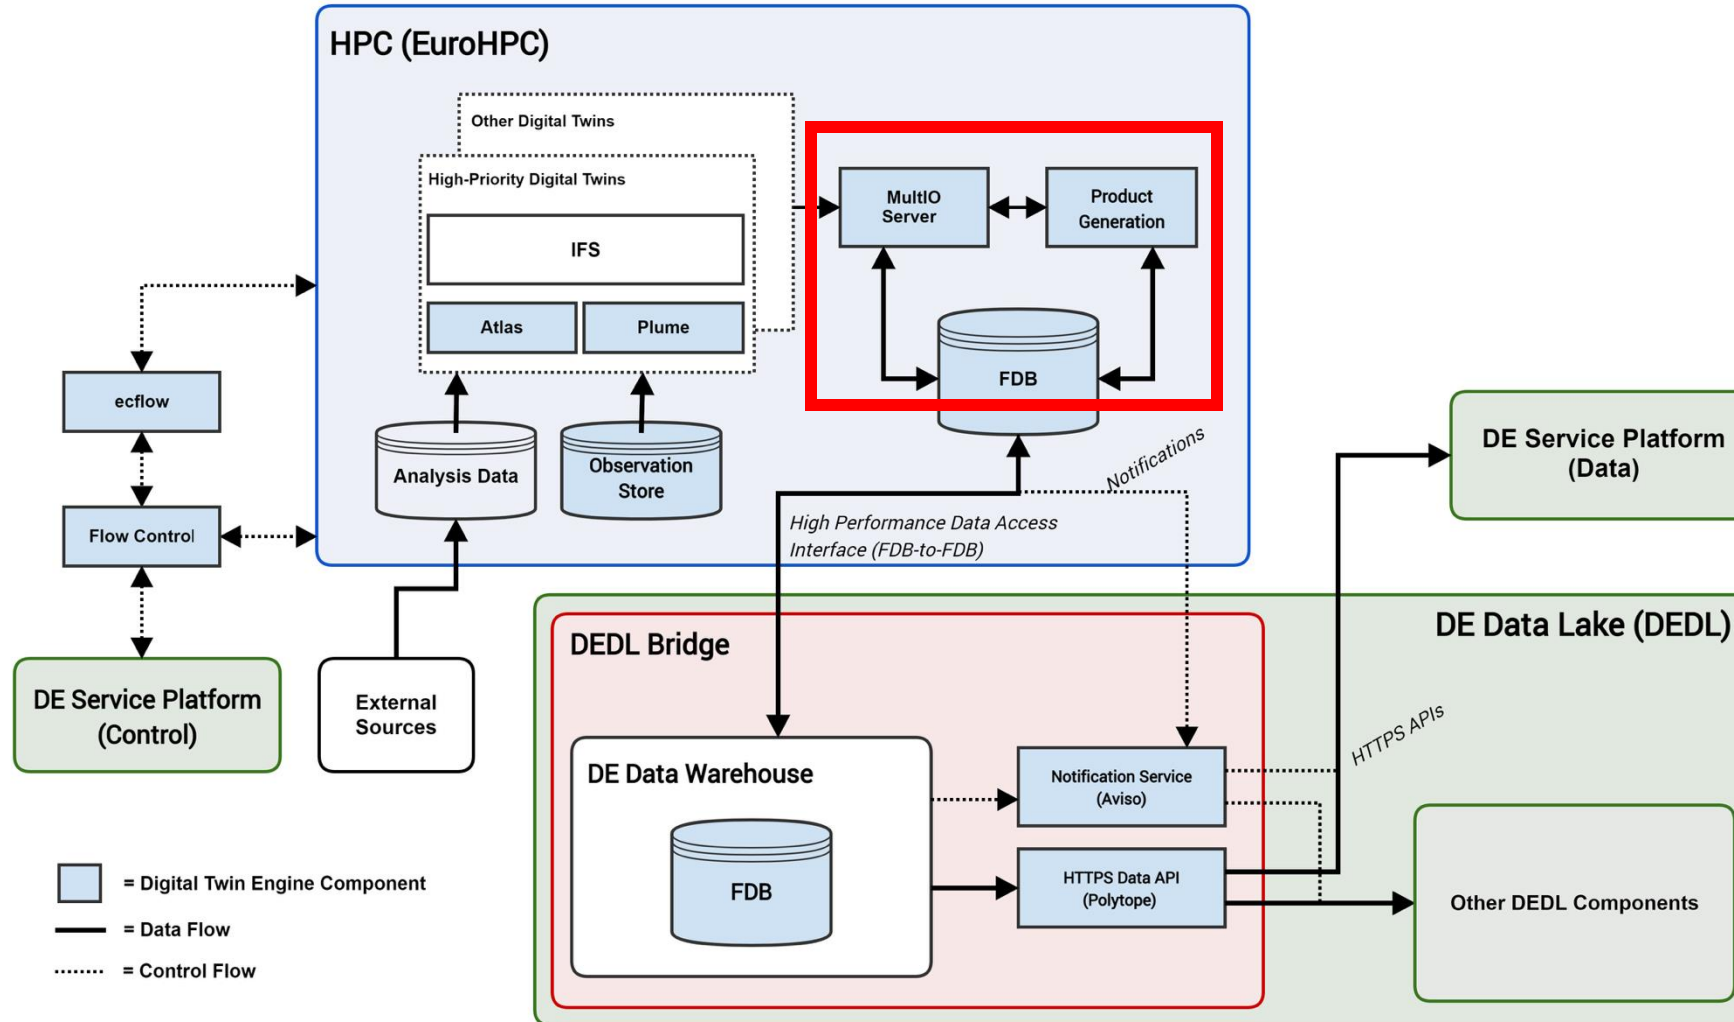 HPC (EuroHPC)
Other Digital Twins
High-Priority Digital Twins
IFS
Atlas
Plume
MultIO
Server
Product
Generation
FDB
ecflow
Flow Control
Analysis Data
Observation
Store
Notifications
High Performance Data Access
Interface (FDB-to-FDB)
DE Service Platform
(Data)
DE Service Platform
(Control)
External
Sources
DEDL Bridge
DE Data Lake (DEDL)
DE Data Warehouse
FDB
Notification Service
(Aviso)
HTTPS Data API
(Polytope)
HTTPS APIs
Other DEDL Components
= Digital Twin Engine Component
= Data Flow
= Control Flow